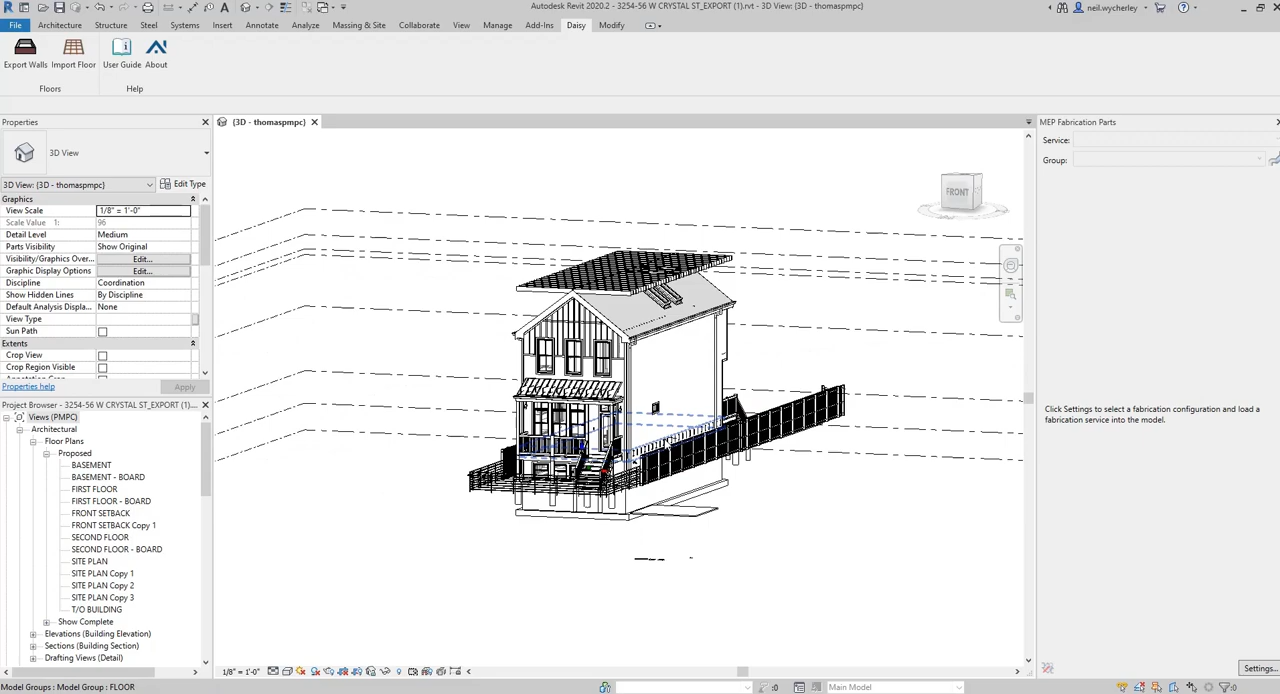 Autodesk Revit 2020.2 - 3254-56 W CRYSTAL ST_EXPORT (1).rvt - 3D View: {3D - thomaspmpc}
neil.wycherley
File Architecture Structure Steel Systems Insert Annotate Analyze Massing & Site Collaborate View Manage Add-Ins Daisy Modify
Export Walls Import Floor User Guide About
Floors Help
Properties
{3D - thomaspmpc}
MEP Fabrication Parts
Service:
Group:
3D View
3D View: {3D - thomaspmpc} Edit Type
Graphics
View Scale 1/8" = 1'-0"
Scale Value 1: 96
Detail Level Medium
Parts Visibility Show Original
Visibility/Graphics Over... Edit...
Graphic Display Options Edit...
Discipline Coordination
Show Hidden Lines By Discipline
Default Analysis Displa... None
View Type
Sun Path
Extents
Crop View
Crop Region Visible
Properties help Apply
FRONT
Click Settings to select a fabrication configuration and load a
fabrication service into the model.
Project Browser - 3254-56 W CRYSTAL ST_EXPORT (1)....
Views (PMPC)
Architectural
Floor Plans
Proposed
BASEMENT
BASEMENT - BOARD
FIRST FLOOR
FIRST FLOOR - BOARD
FRONT SETBACK
FRONT SETBACK Copy 1
SECOND FLOOR
SECOND FLOOR - BOARD
SITE PLAN
SITE PLAN Copy 1
SITE PLAN Copy 2
SITE PLAN Copy 3
T/O BUILDING
Show Complete
Elevations (Building Elevation)
Sections (Building Section)
Drafting Views (Detail)
1/8" = 1'-0"
Settings...
Model Groups : Model Group : FLOOR
:0
Main Model
:0